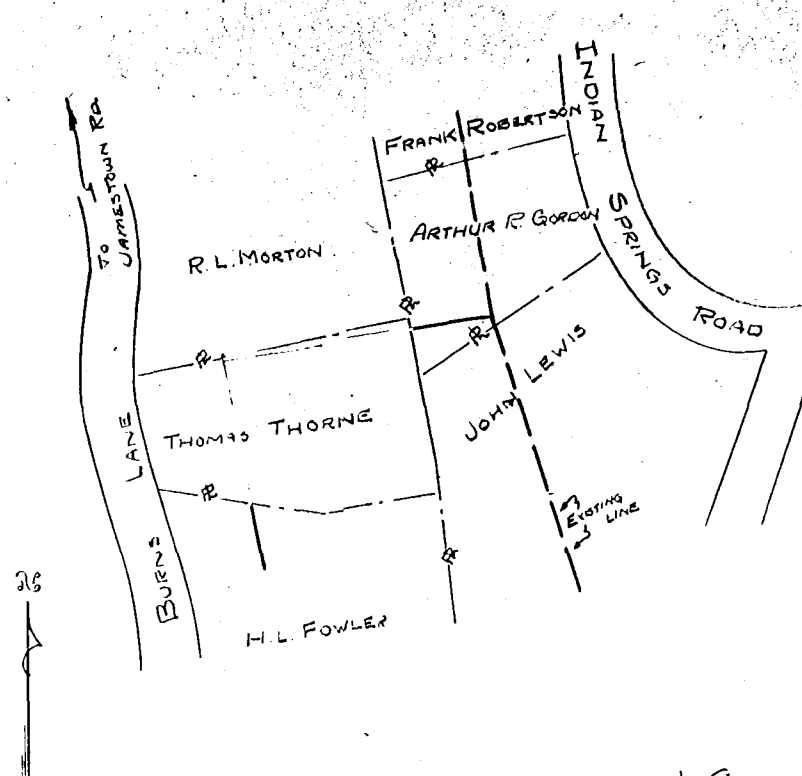 INDIAN SPRINGS ROAD
FRANK ROBERTSON
TO JAMESTOWN RD
ARTHUR R. GORDON
R.L. MORTON
JOHN LEWIS
THOMAS THORNE
BURNS LANE
EXISTING
LINE
H.L. FOWLER